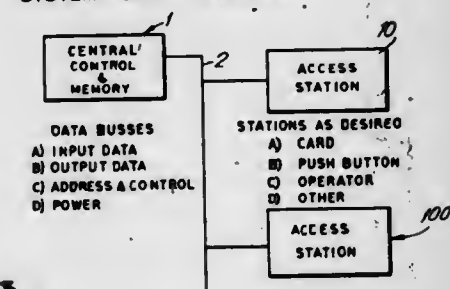 1
CENTRAL
CONTROL
&
MEMORY
2
10
ACCESS
STATION
DATA BUSSES
A) INPUT DATA
B) OUTPUT DATA
C) ADDRESS & CONTROL
D) POWER
STATIONS AS DESIRED
A) CARD
B) PUSH BUTTON
C) OPERATOR
D) OTHER
ACCESS
STATION
100